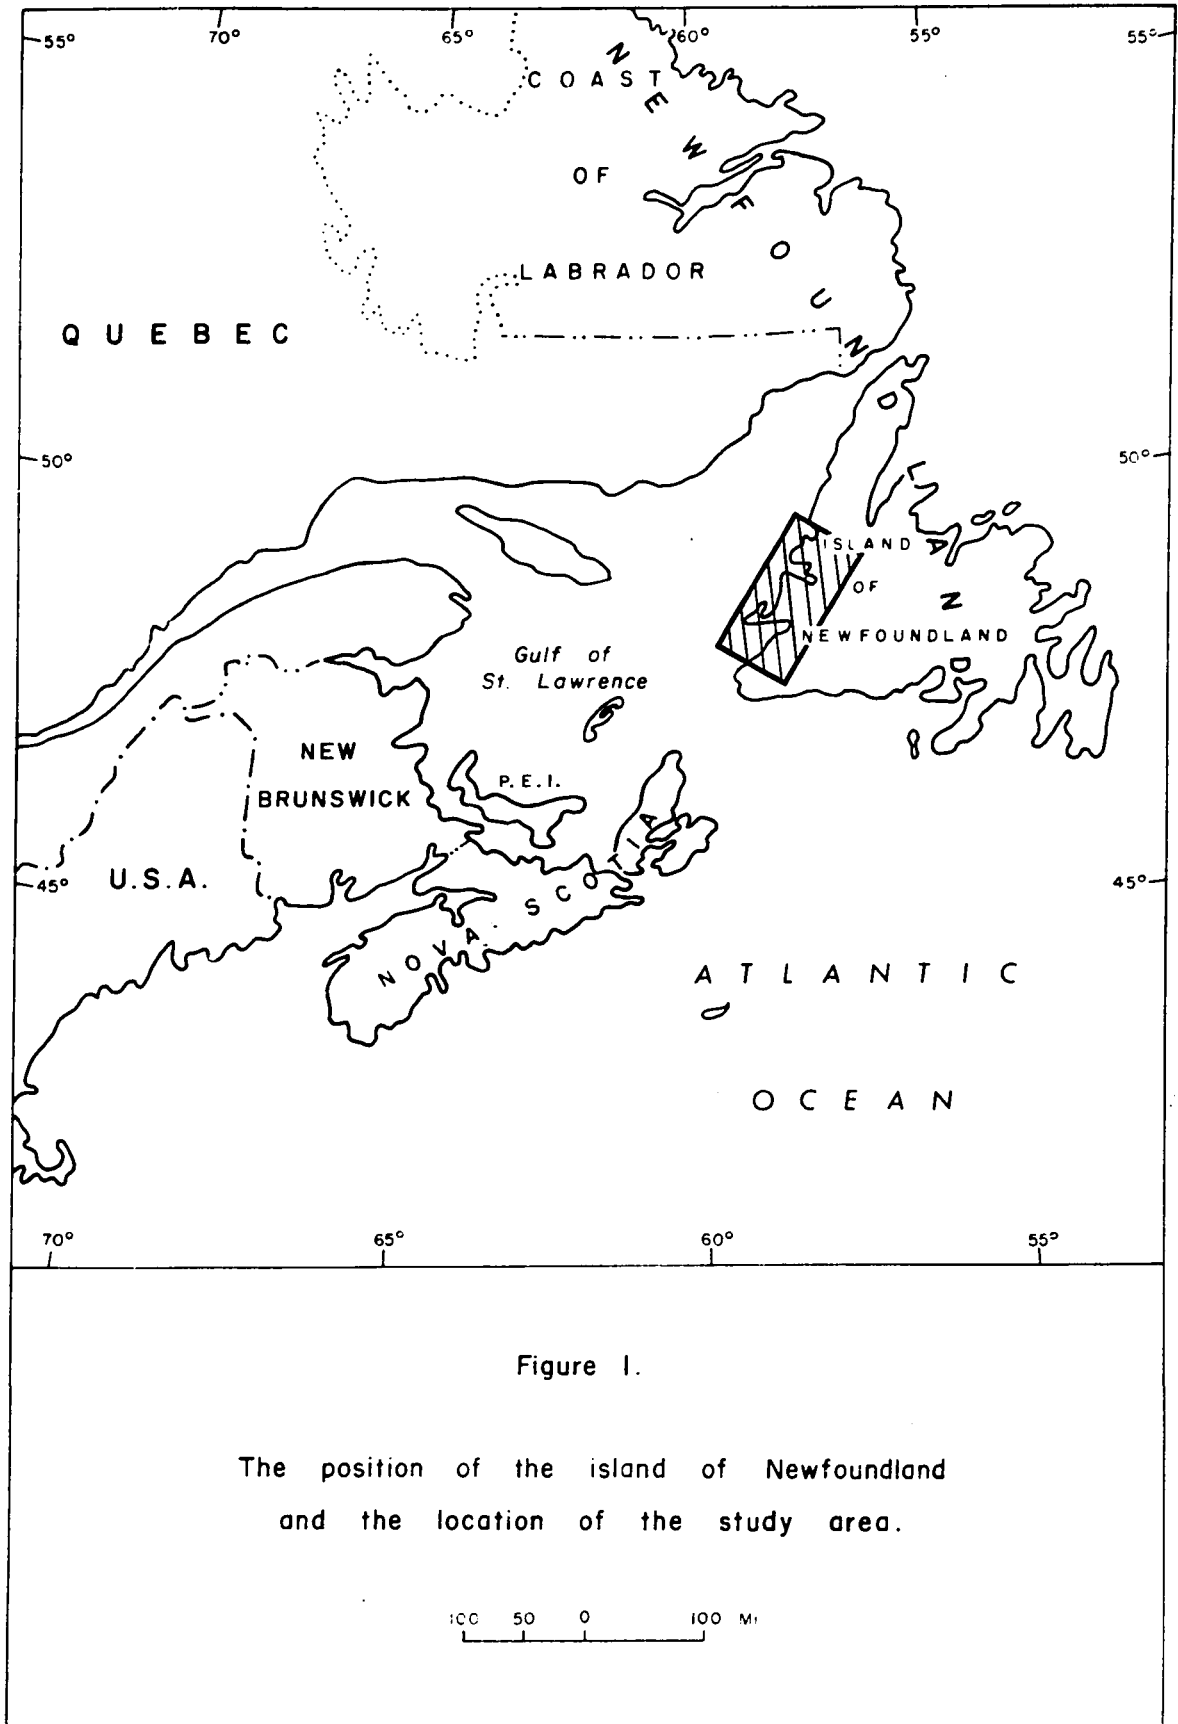 55° 70° 65° 60° 55° 55°
COAST
OF
LABRADOR
NEWFOUNDLAND
QUEBEC
50° 50°
ISLAND
OF
NEWFOUNDLAND
Gulf of
St. Lawrence
NEW
BRUNSWICK
P.E.I.
U.S.A.
45° 45°
NOVA SCOTIA
ATLANTIC
OCEAN
70° 65° 60° 55°
Figure 1.
The position of the island of Newfoundland
and the location of the study area.
100 50 0 100 Mi